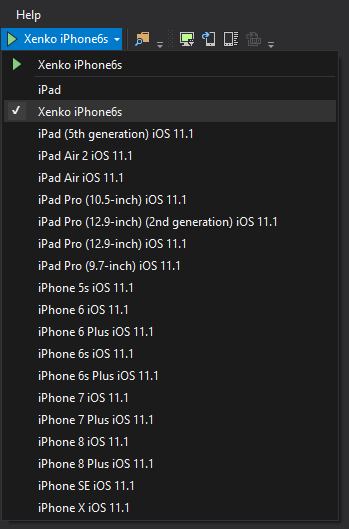 Help
Xenko iPhone6s
Xenko iPhone6s
iPad
Xenko iPhone6s
iPad (5th generation) iOS 11.1
iPad Air 2 iOS 11.1
iPad Air iOS 11.1
iPad Pro (10.5-inch) iOS 11.1
iPad Pro (12.9-inch) (2nd generation) iOS 11.1
iPad Pro (12.9-inch) iOS 11.1
iPad Pro (9.7-inch) iOS 11.1
iPhone 5s iOS 11.1
iPhone 6 iOS 11.1
iPhone 6 Plus iOS 11.1
iPhone 6s iOS 11.1
iPhone 6s Plus iOS 11.1
iPhone 7 iOS 11.1
iPhone 7 Plus iOS 11.1
iPhone 8 iOS 11.1
iPhone 8 Plus iOS 11.1
iPhone SE iOS 11.1
iPhone X iOS 11.1